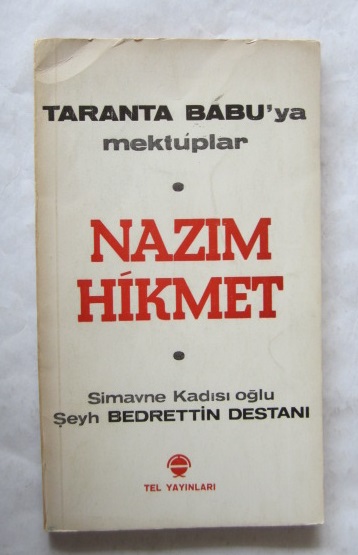 TARANTA BABU'ya
mektuplar
NAZIM
HİKMET
Simavne Kadısı oğlu
Şeyh BEDRETTİN DESTANI
TEL YAYINLARI